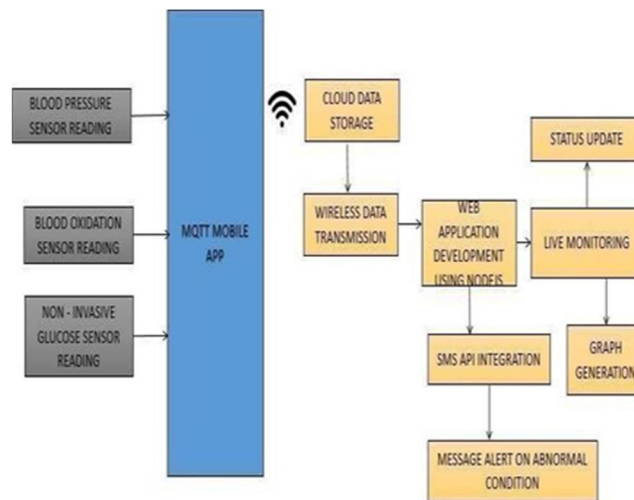 BLOOD PRESSURE
SENSOR READING
BLOOD OXIDATION
SENSOR READING
NON - INVASIVE
GLUCOSE SENSOR
READING
MQTT MOBILE
APP
CLOUD DATA
STORAGE
WIRELESS DATA
TRANSMISSION
WEB
APPLICATION
DEVELOPMENT
USING NODEJS
STATUS UPDATE
LIVE MONITORING
GRAPH
GENERATION
SMS API INTEGRATION
MESSAGE ALERT ON ABNORMAL
CONDITION